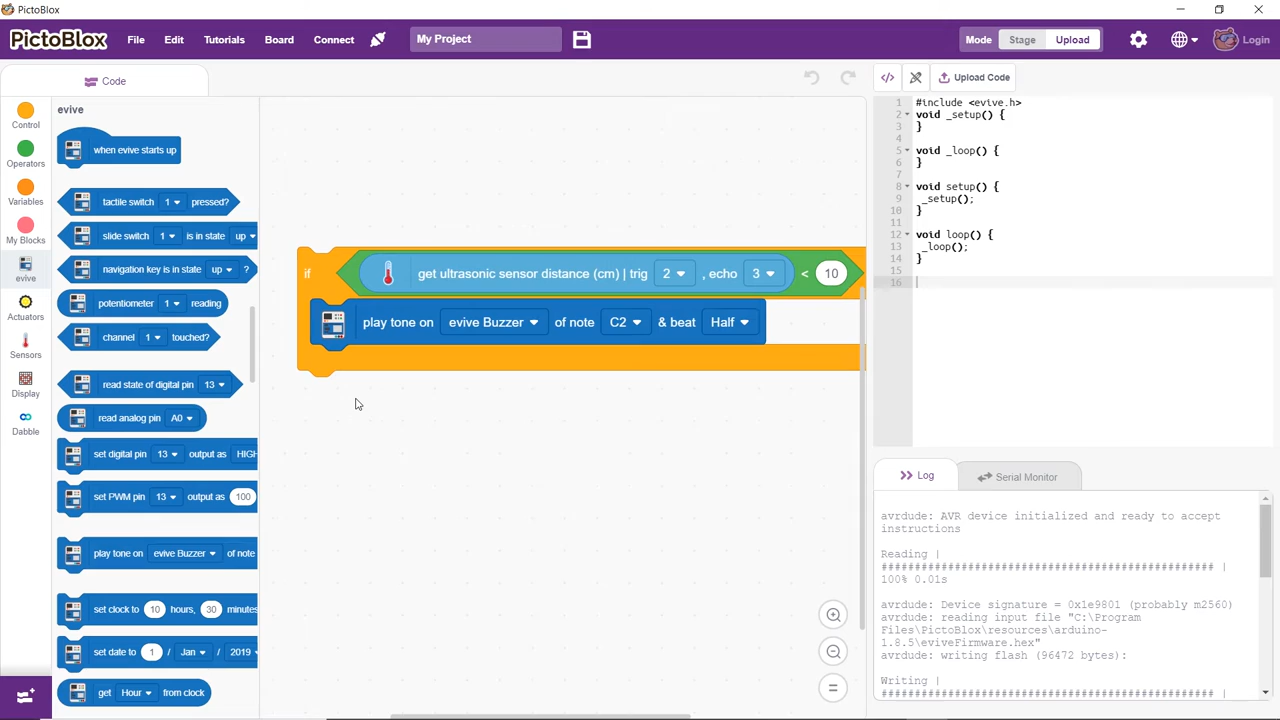 PictoBlox
PictoBlox File Edit Tutorials Board Connect My Project Mode Stage Upload Login
Code
</> Upload Code
Control
Operators
Variables
My Blocks
evive
Actuators
Sensors
Display
Dabble
evive
when evive starts up
tactile switch 1 pressed?
slide switch 1 is in state up
navigation key is in state up ?
potentiometer 1 reading
channel 1 touched?
read state of digital pin 13
read analog pin A0
set digital pin 13 output as HIGH
set PWM pin 13 output as 100
play tone on evive Buzzer of note
set clock to 10 hours, 30 minutes
set date to 1 / Jan / 2019
get Hour from clock
if get ultrasonic sensor distance (cm) | trig 2 , echo 3 < 10
play tone on evive Buzzer of note C2 & beat Half
1 #include <evive.h>
2 void _setup() {
3 }
4
5 void _loop() {
6 }
7
8 void setup() {
9 _setup();
10 }
11
12 void loop() {
13 _loop();
14 }
15
16
Log Serial Monitor
avrdude: AVR device initialized and ready to accept
instructions
Reading |
################################################## |
100% 0.01s
avrdude: Device signature = 0x1e9801 (probably m2560)
avrdude: reading input file "C:\Program
Files\PictoBlox\resources\arduino-
1.8.5\eviveFirmware.hex"
avrdude: writing flash (96472 bytes):
Writing |
################################################## |